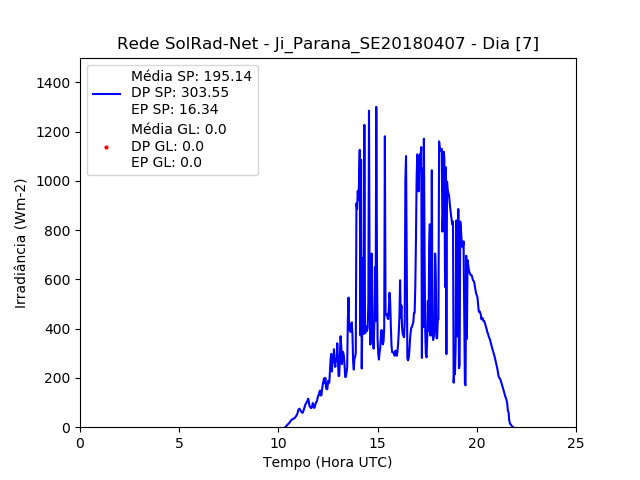 Rede SolRad-Net - Ji_Parana_SE20180407 - Dia [7]
Média SP: 195.14
DP SP: 303.55
EP SP: 16.34
Média GL: 0.0
DP GL: 0.0
EP GL: 0.0
Irradiância (Wm-2)
1400
1200
1000
800
600
400
200
0
0 5 10 15 20 25
Tempo (Hora UTC)